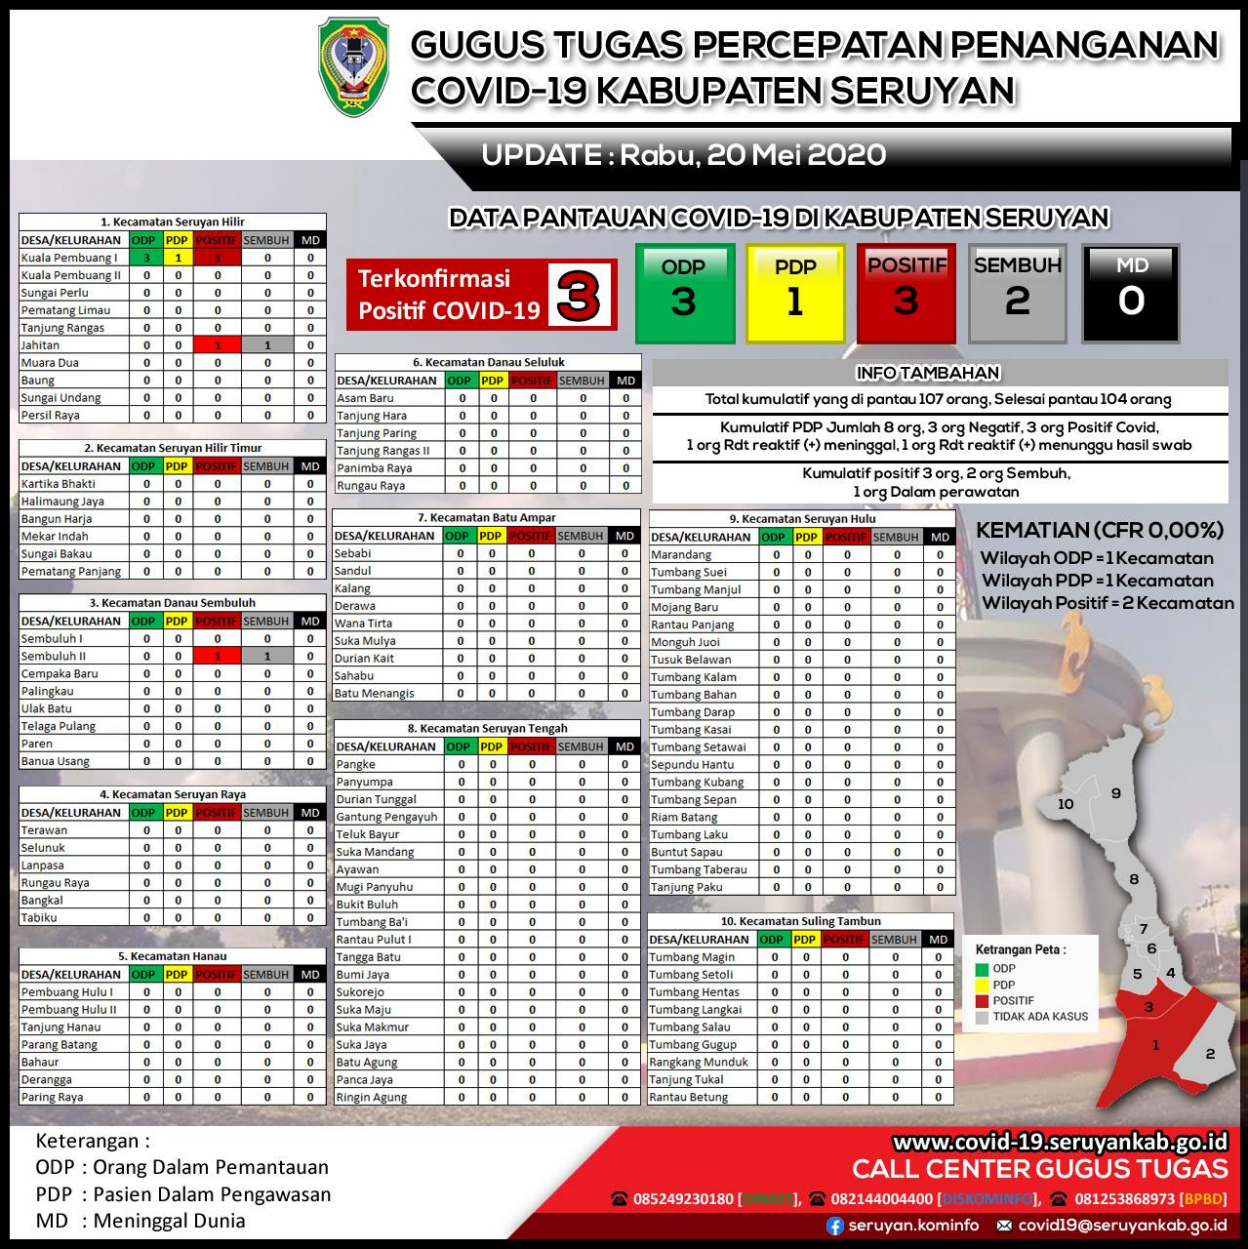 GUGUS TUGAS PERCEPATAN PENANGANAN
COVID-19 KABUPATEN SERUYAN
UPDATE : Rabu, 20 Mei 2020
DATA PANTAUAN COVID-19 DI KABUPATEN SERUYAN
Terkonfirmasi
Positif COVID-19 3
ODP 3
PDP 1
POSITIF 3
SEMBUH 2
MD 0
INFO TAMBAHAN
Total kumulatif yang di pantau 107 orang, Selesai pantau 104 orang
Kumulatif PDP Jumlah 8 org, 3 org Negatif, 3 org Positif Covid,
1 org Rdt reaktif (+) meninggal, 1 org Rdt reaktif (+) menunggu hasil swab
Kumulatif positif 3 org, 2 org Sembuh,
1 org Dalam perawatan
KEMATIAN (CFR 0,00%)
Wilayah ODP = 1 Kecamatan
Wilayah PDP = 1 Kecamatan
Wilayah Positif = 2 Kecamatan
1. Kecamatan Seruyan Hilir
DESA/KELURAHAN ODP PDP POSITIF SEMBUH MD
Kuala Pembuang I 3 1 1 0 0
Kuala Pembuang II 0 0 0 0 0
Sungai Perlu 0 0 0 0 0
Pematang Limau 0 0 0 0 0
Tanjung Rangas 0 0 0 0 0
Jahitan 0 0 1 1 0
Muara Dua 0 0 0 0 0
Baung 0 0 0 0 0
Sungai Undang 0 0 0 0 0
Persil Raya 0 0 0 0 0
2. Kecamatan Seruyan Hilir Timur
DESA/KELURAHAN ODP PDP POSITIF SEMBUH MD
Kartika Bhakti 0 0 0 0 0
Halimaung Jaya 0 0 0 0 0
Bangun Harja 0 0 0 0 0
Mekar Indah 0 0 0 0 0
Sungai Bakau 0 0 0 0 0
Pematang Panjang 0 0 0 0 0
3. Kecamatan Danau Sembuluh
DESA/KELURAHAN ODP PDP POSITIF SEMBUH MD
Sembuluh I 0 0 0 0 0
Sembuluh II 0 0 1 1 0
Cempaka Baru 0 0 0 0 0
Palingkau 0 0 0 0 0
Ulak Batu 0 0 0 0 0
Telaga Pulang 0 0 0 0 0
Paren 0 0 0 0 0
Banua Usang 0 0 0 0 0
4. Kecamatan Seruyan Raya
DESA/KELURAHAN ODP PDP POSITIF SEMBUH MD
Terawan 0 0 0 0 0
Selunuk 0 0 0 0 0
Lanpasa 0 0 0 0 0
Rungau Raya 0 0 0 0 0
Bangkal 0 0 0 0 0
Tabiku 0 0 0 0 0
5. Kecamatan Hanau
DESA/KELURAHAN ODP PDP POSITIF SEMBUH MD
Pembuang Hulu I 0 0 0 0 0
Pembuang Hulu II 0 0 0 0 0
Tanjung Hanau 0 0 0 0 0
Parang Batang 0 0 0 0 0
Bahaur 0 0 0 0 0
Derangga 0 0 0 0 0
Paring Raya 0 0 0 0 0
6. Kecamatan Danau Seluluk
DESA/KELURAHAN ODP PDP POSITIF SEMBUH MD
Asam Baru 0 0 0 0 0
Tanjung Hara 0 0 0 0 0
Tanjung Paring 0 0 0 0 0
Tanjung Rangas II 0 0 0 0 0
Panimba Raya 0 0 0 0 0
Rungau Raya 0 0 0 0 0
7. Kecamatan Batu Ampar
DESA/KELURAHAN ODP PDP POSITIF SEMBUH MD
Sebabi 0 0 0 0 0
Sandul 0 0 0 0 0
Kalang 0 0 0 0 0
Derawa 0 0 0 0 0
Wana Tirta 0 0 0 0 0
Suka Mulya 0 0 0 0 0
Durian Kait 0 0 0 0 0
Sahabu 0 0 0 0 0
Batu Menangis 0 0 0 0 0
8. Kecamatan Seruyan Tengah
DESA/KELURAHAN ODP PDP POSITIF SEMBUH MD
Pangke 0 0 0 0 0
Panyumpa 0 0 0 0 0
Durian Tunggal 0 0 0 0 0
Gantung Pengayuh 0 0 0 0 0
Teluk Bayur 0 0 0 0 0
Suka Mandang 0 0 0 0 0
Ayawan 0 0 0 0 0
Mugi Panyuhu 0 0 0 0 0
Bukit Buluh 0 0 0 0 0
Tumbang Ba'i 0 0 0 0 0
Rantau Pulut I 0 0 0 0 0
Tangga Batu 0 0 0 0 0
Bumi Jaya 0 0 0 0 0
Sukorejo 0 0 0 0 0
Suka Maju 0 0 0 0 0
Suka Makmur 0 0 0 0 0
Suka Jaya 0 0 0 0 0
Batu Agung 0 0 0 0 0
Panca Jaya 0 0 0 0 0
Ringin Agung 0 0 0 0 0
9. Kecamatan Seruyan Hulu
DESA/KELURAHAN ODP PDP POSITIF SEMBUH MD
Marandang 0 0 0 0 0
Tumbang Suei 0 0 0 0 0
Tumbang Manjul 0 0 0 0 0
Mojang Baru 0 0 0 0 0
Rantau Panjang 0 0 0 0 0
Monguh Juoi 0 0 0 0 0
Tusuk Belawan 0 0 0 0 0
Tumbang Kalam 0 0 0 0 0
Tumbang Bahan 0 0 0 0 0
Tumbang Darap 0 0 0 0 0
Tumbang Kasai 0 0 0 0 0
Tumbang Setawai 0 0 0 0 0
Sepundu Hantu 0 0 0 0 0
Tumbang Kubang 0 0 0 0 0
Tumbang Sepan 0 0 0 0 0
Riam Batang 0 0 0 0 0
Tumbang Laku 0 0 0 0 0
Buntut Sapau 0 0 0 0 0
Tumbang Taberau 0 0 0 0 0
Tanjung Paku 0 0 0 0 0
10. Kecamatan Suling Tambun
DESA/KELURAHAN ODP PDP POSITIF SEMBUH MD
Tumbang Magin 0 0 0 0 0
Tumbang Setoli 0 0 0 0 0
Tumbang Hentas 0 0 0 0 0
Tumbang Langkai 0 0 0 0 0
Tumbang Salau 0 0 0 0 0
Tumbang Gugup 0 0 0 0 0
Rangkang Munduk 0 0 0 0 0
Tanjung Tukal 0 0 0 0 0
Rantau Betung 0 0 0 0 0
9
10
8
7
6
5 4
3
1
2
Ketrangan Peta :
ODP
PDP
POSITIF
TIDAK ADA KASUS
Keterangan :
ODP : Orang Dalam Pemantauan
PDP : Pasien Dalam Pengawasan
MD : Meninggal Dunia
www.covid-19.seruyankab.go.id
CALL CENTER GUGUS TUGAS
085249230180 [DINKES], 082144004400 [DISKOMINFO], 081253868973 [BPBD]
seruyan.kominfo covid19@seruyankab.go.id